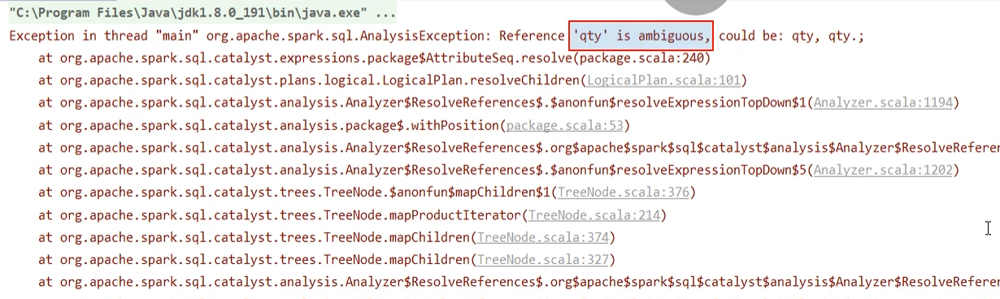 "C:\Program Files\Java\jdk1.8.0_191\bin\java.exe" ...
Exception in thread "main" org.apache.spark.sql.AnalysisException: Reference 'qty' is ambiguous, could be: qty, qty.;
at org.apache.spark.sql.catalyst.expressions.package$AttributeSeq.resolve(package.scala:240)
at org.apache.spark.sql.catalyst.plans.logical.LogicalPlan.resolveChildren(LogicalPlan.scala:101)
at org.apache.spark.sql.catalyst.analysis.Analyzer$ResolveReferences$.$anonfun$resolveExpressionTopDown$1(Analyzer.scala:1194)
at org.apache.spark.sql.catalyst.analysis.package$.withPosition(package.scala:53)
at org.apache.spark.sql.catalyst.analysis.Analyzer$ResolveReferences$.org$apache$spark$sql$catalyst$analysis$Analyzer$ResolveReferen
at org.apache.spark.sql.catalyst.analysis.Analyzer$ResolveReferences$.$anonfun$resolveExpressionTopDown$5(Analyzer.scala:1202)
at org.apache.spark.sql.catalyst.trees.TreeNode.$anonfun$mapChildren$1(TreeNode.scala:376)
at org.apache.spark.sql.catalyst.trees.TreeNode.mapProductIterator(TreeNode.scala:214)
at org.apache.spark.sql.catalyst.trees.TreeNode.mapChildren(TreeNode.scala:374)
at org.apache.spark.sql.catalyst.trees.TreeNode.mapChildren(TreeNode.scala:327)
at org.apache.spark.sql.catalyst.analysis.Analyzer$ResolveReferences$.org$apache$spark$sql$catalyst$analysis$Analyzer$ResolveReferen